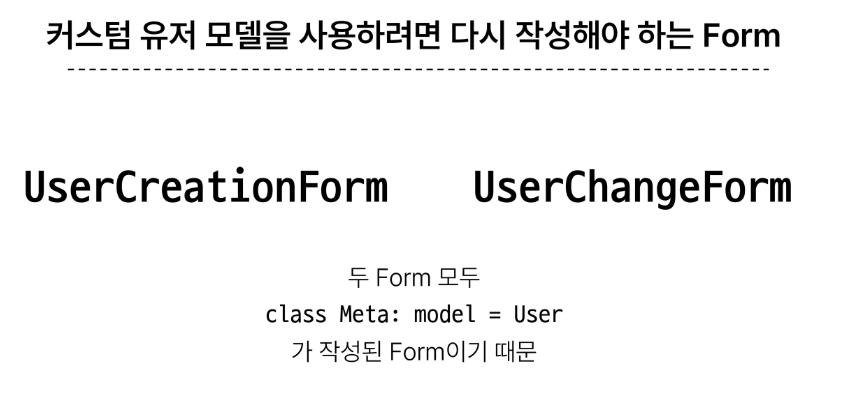 커스텀 유저 모델을 사용하려면 다시 작성해야 하는 Form
UserCreationForm UserChangeForm
두 Form 모두
class Meta: model = User
가 작성된 Form이기 때문